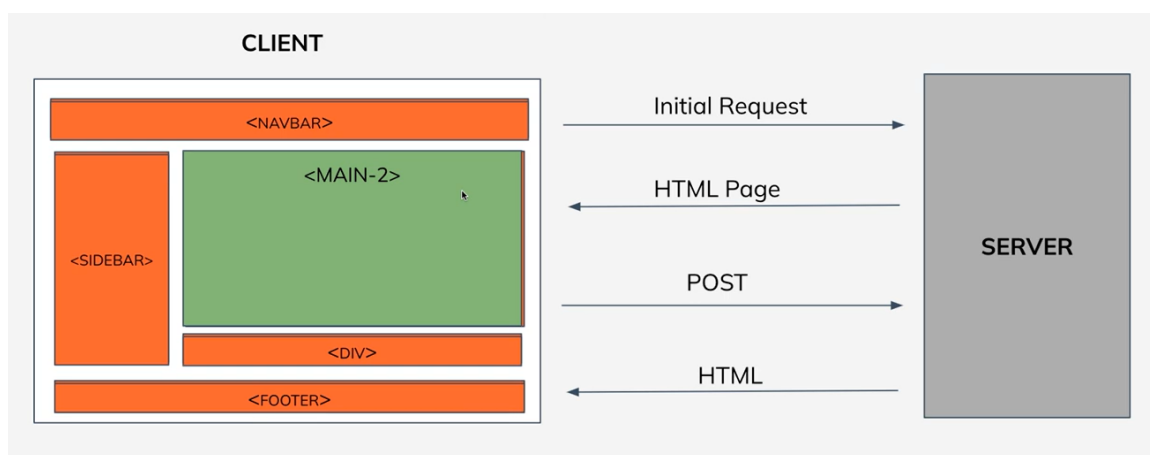 CLIENT
<NAVBAR>
<SIDEBAR>
<MAIN-2>
<DIV>
<FOOTER>
Initial Request
HTML Page
POST
HTML
SERVER